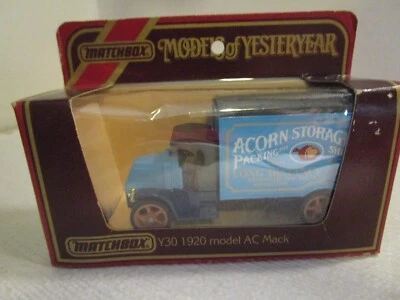 MATCHBOX
MODELS of YESTERYEAR
ACORN STORAG
PACKING
MATCHBOX Y30 1920 model AC Mack